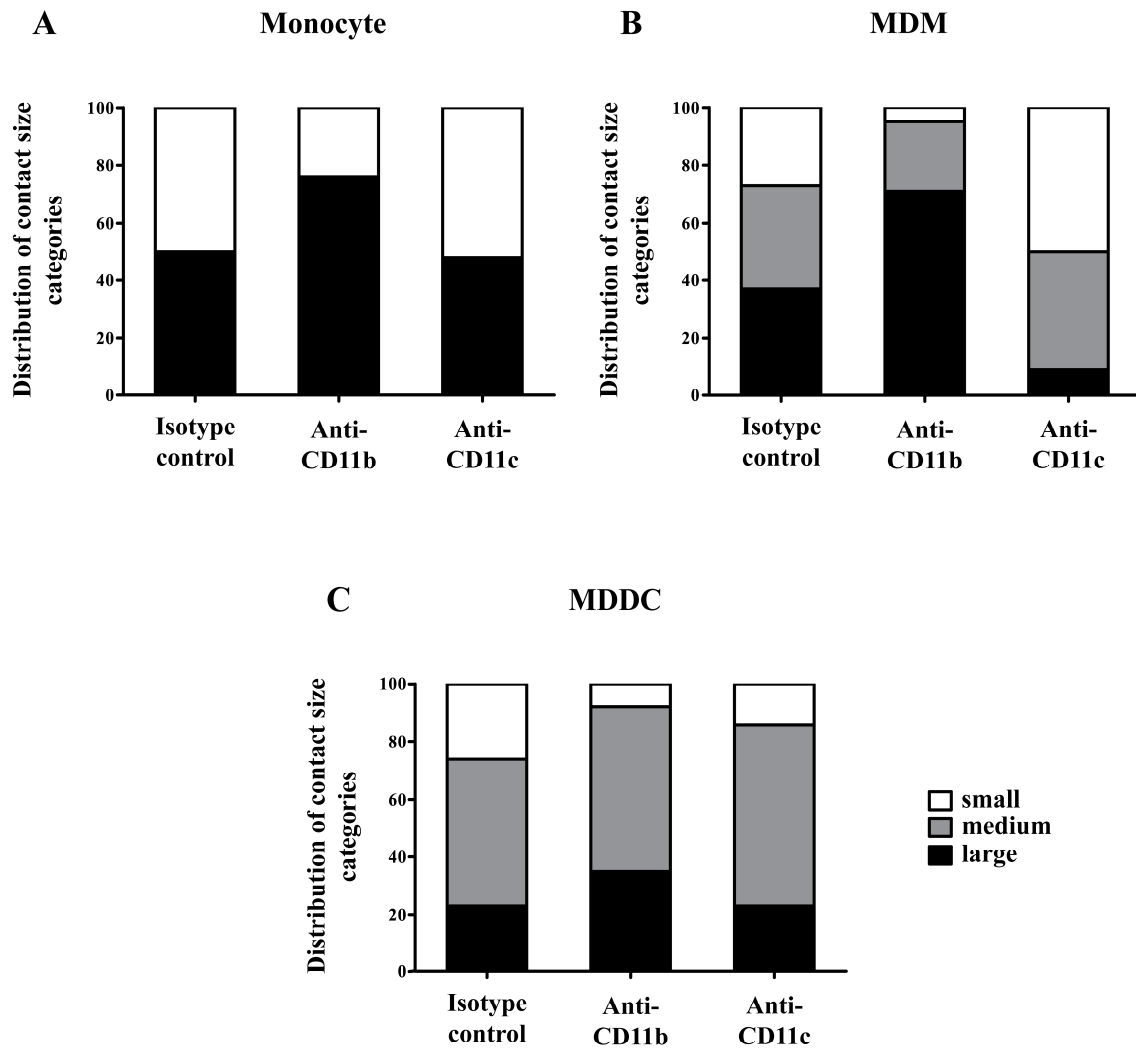 A
Monocyte
Distribution of contact size
categories
100
80
60
40
20
0
Isotype
control
Anti-
CD11b
Anti-
CD11c
B
MDM
Distribution of contact size
categories
100
80
60
40
20
0
Isotype
control
Anti-
CD11b
Anti-
CD11c
C
MDDC
Distribution of contact size
categories
100
80
60
40
20
0
Isotype
control
Anti-
CD11b
Anti-
CD11c
small
medium
large